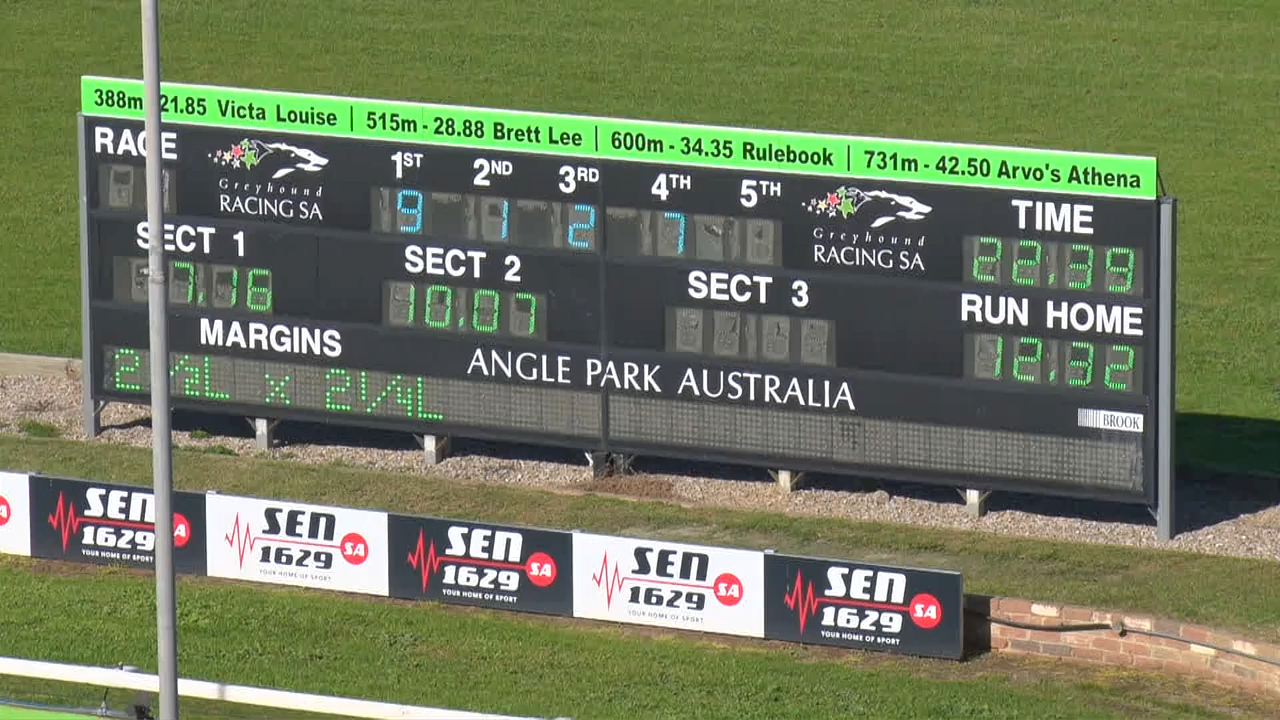 388m 21.85 Victa Louise | 515m - 28.88 Brett Lee | 600m - 34.35 Rulebook | 731m - 42.50 Arvo's Athena
RACE
Greyhound
RACING SA
1ST 2ND 3RD 4TH 5TH
9 1 2 7
Greyhound
RACING SA
TIME
22.39
SECT 1
7.16
SECT 2
10.07
SECT 3
RUN HOME
12.32
MARGINS
ANGLE PARK AUSTRALIA
2 1/2L X 2 1/4L
BROOK
SEN
1629
SA
YOUR HOME OF SPORT
SEN
1629
SA
YOUR HOME OF SPORT
SEN
1629
SA
YOUR HOME OF SPORT
SEN
1629
SA
YOUR HOME OF SPORT
SEN
1629
SA
YOUR HOME OF SPORT